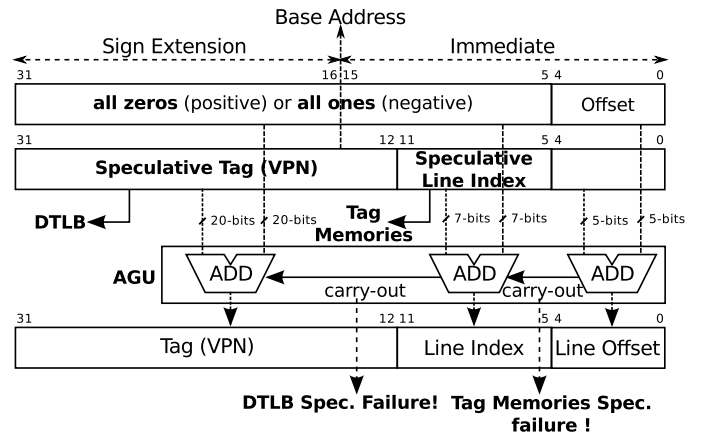 Base Address
Sign Extension
Immediate
31 16 15 5 4 0
all zeros (positive) or all ones (negative)
Offset
31 12 11 5 4 0
Speculative Tag (VPN)
Speculative
Line Index
DTLB
20-bits
20-bits
Tag
Memories
7-bits
7-bits
5-bits
5-bits
AGU
ADD
ADD
ADD
carry-out
carry-out
31 12 11 5 4 0
Tag (VPN)
Line Index
Line Offset
DTLB Spec. Failure!
Tag Memories Spec.
failure !